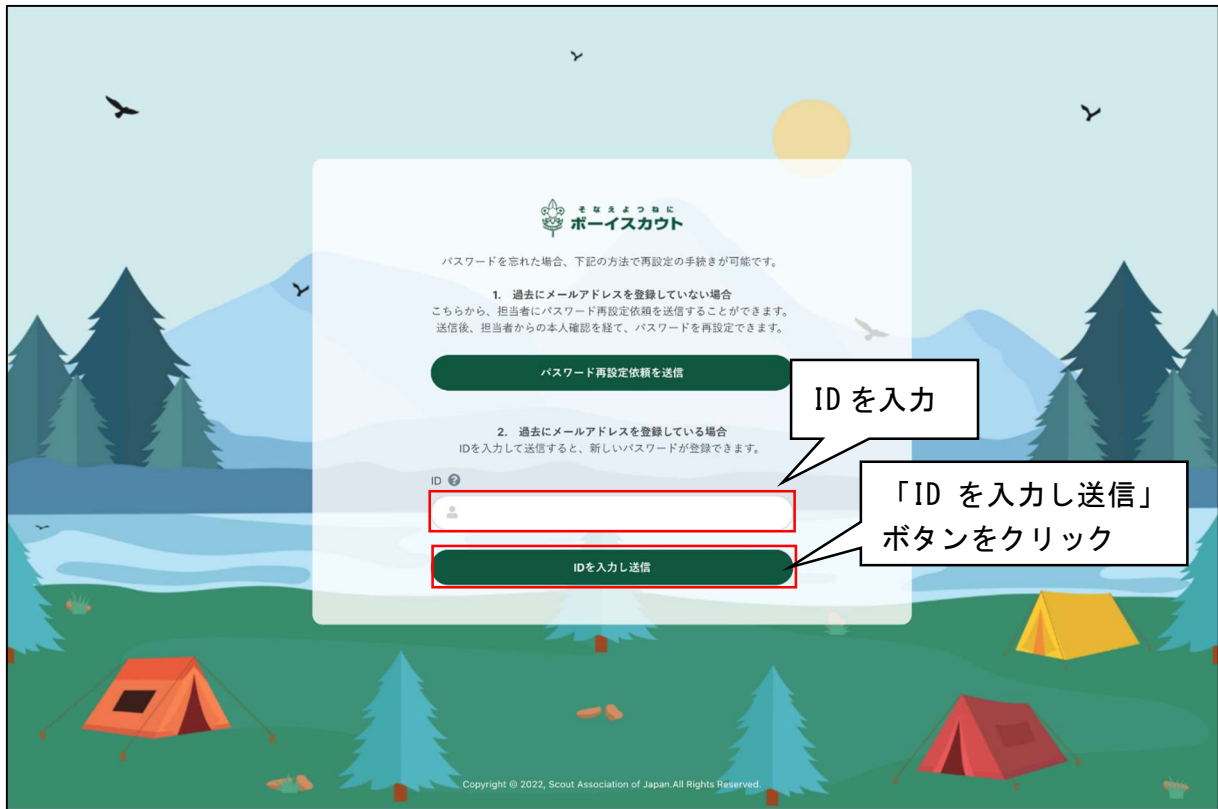 そなえよつねに
ボーイスカウト
パスワードを忘れた場合、下記の方法で再設定の手続きが可能です。
1. 過去にメールアドレスを登録していない場合
こちらから、担当者にパスワード再設定依頼を送信することができます。
送信後、担当者からの本人確認を経て、パスワードを再設定できます。
パスワード再設定依頼を送信
IDを入力
2. 過去にメールアドレスを登録している場合
IDを入力して送信すると、新しいパスワードが登録できます。
ID ?
「ID を入力し送信」
ボタンをクリック
IDを入力し送信
Copyright © 2022, Scout Association of Japan.All Rights Reserved.